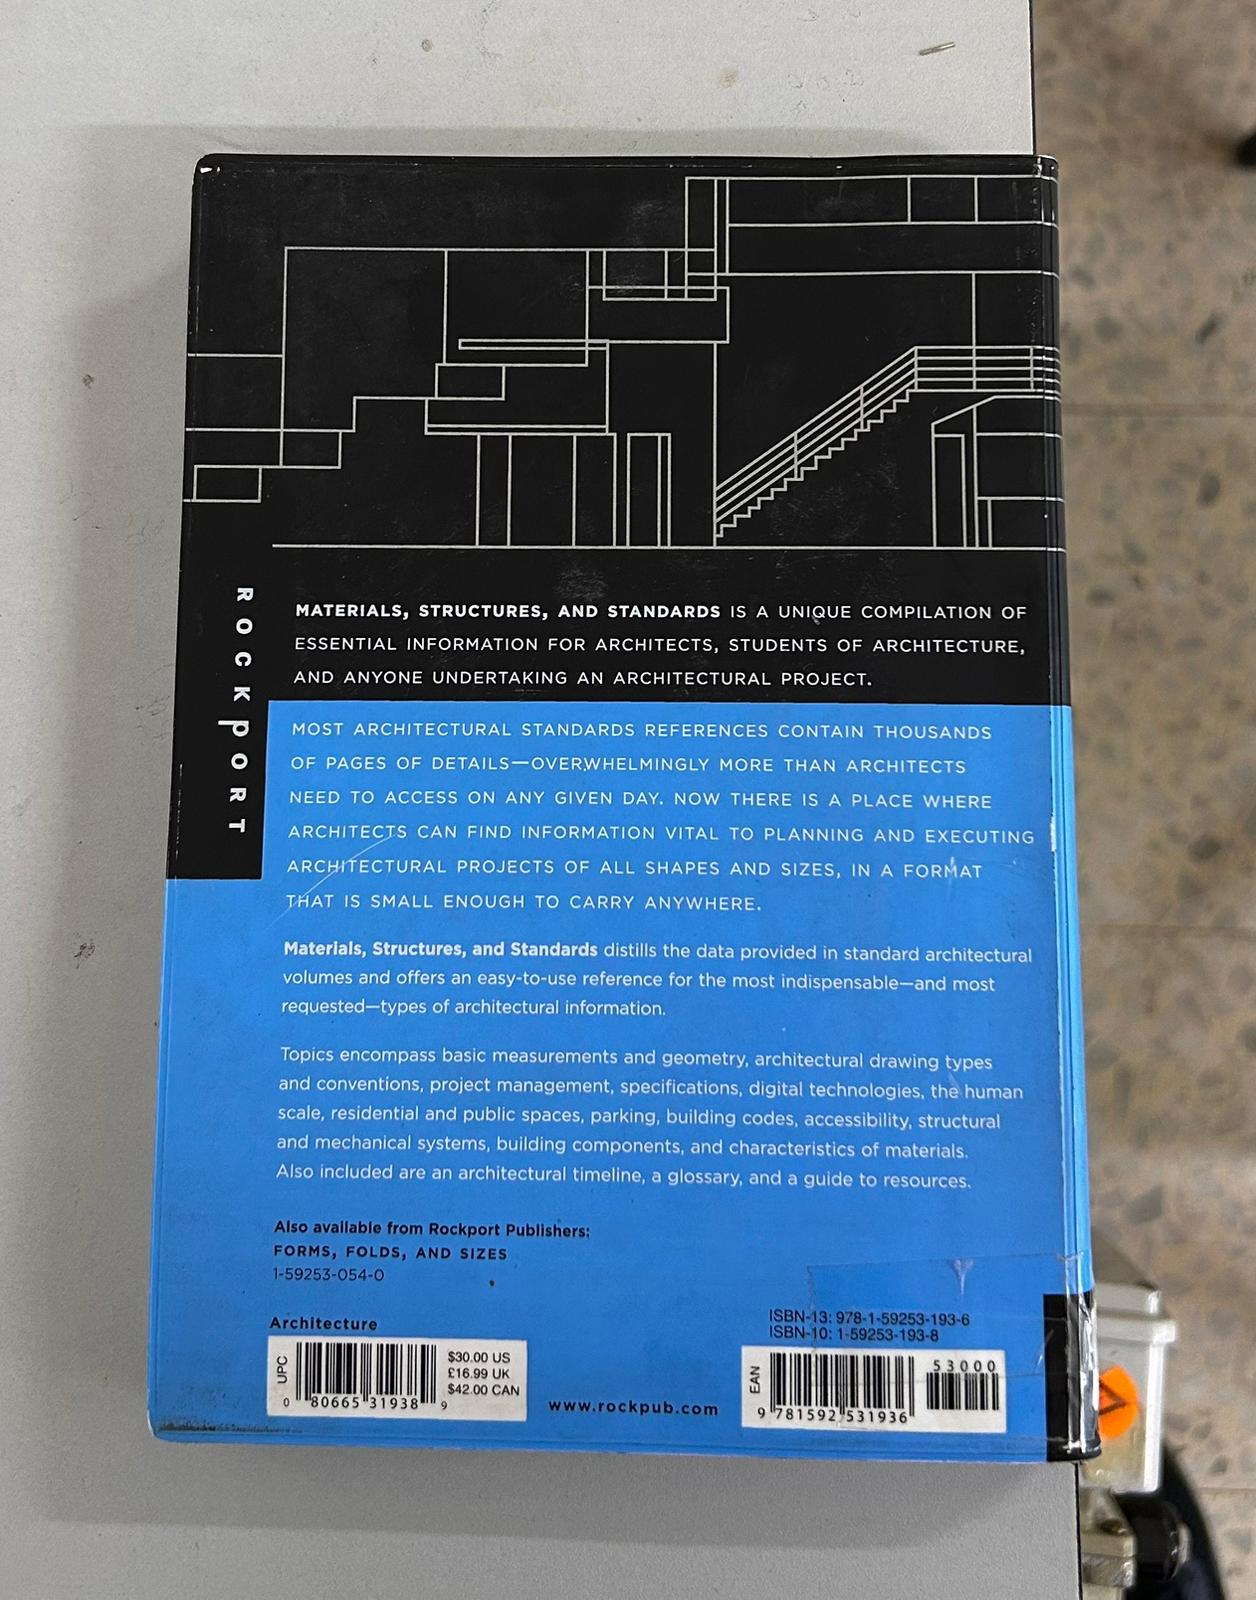 ROCKPORT
MATERIALS, STRUCTURES, AND STANDARDS IS A UNIQUE COMPILATION OF
ESSENTIAL INFORMATION FOR ARCHITECTS, STUDENTS OF ARCHITECTURE,
AND ANYONE UNDERTAKING AN ARCHITECTURAL PROJECT.
MOST ARCHITECTURAL STANDARDS REFERENCES CONTAIN THOUSANDS
OF PAGES OF DETAILS—OVERWHELMINGLY MORE THAN ARCHITECTS
NEED TO ACCESS ON ANY GIVEN DAY. NOW THERE IS A PLACE WHERE
ARCHITECTS CAN FIND INFORMATION VITAL TO PLANNING AND EXECUTING
ARCHITECTURAL PROJECTS OF ALL SHAPES AND SIZES, IN A FORMAT
THAT IS SMALL ENOUGH TO CARRY ANYWHERE.
Materials, Structures, and Standards distills the data provided in standard architectural
volumes and offers an easy-to-use reference for the most indispensable—and most
requested—types of architectural information.
Topics encompass basic measurements and geometry, architectural drawing types
and conventions, project management, specifications, digital technologies, the human
scale, residential and public spaces, parking, building codes, accessibility, structural
and mechanical systems, building components, and characteristics of materials.
Also included are an architectural timeline, a glossary, and a guide to resources.
Also available from Rockport Publishers:
FORMS, FOLDS, AND SIZES
1-59253-054-0
Architecture
UPC
$30.00 US
£16.99 UK
$42.00 CAN
0 80665 31938 9
www.rockpub.com
ISBN-13: 978-1-59253-193-6
ISBN-10: 1-59253-193-8
EAN
53000
9 781592 531936